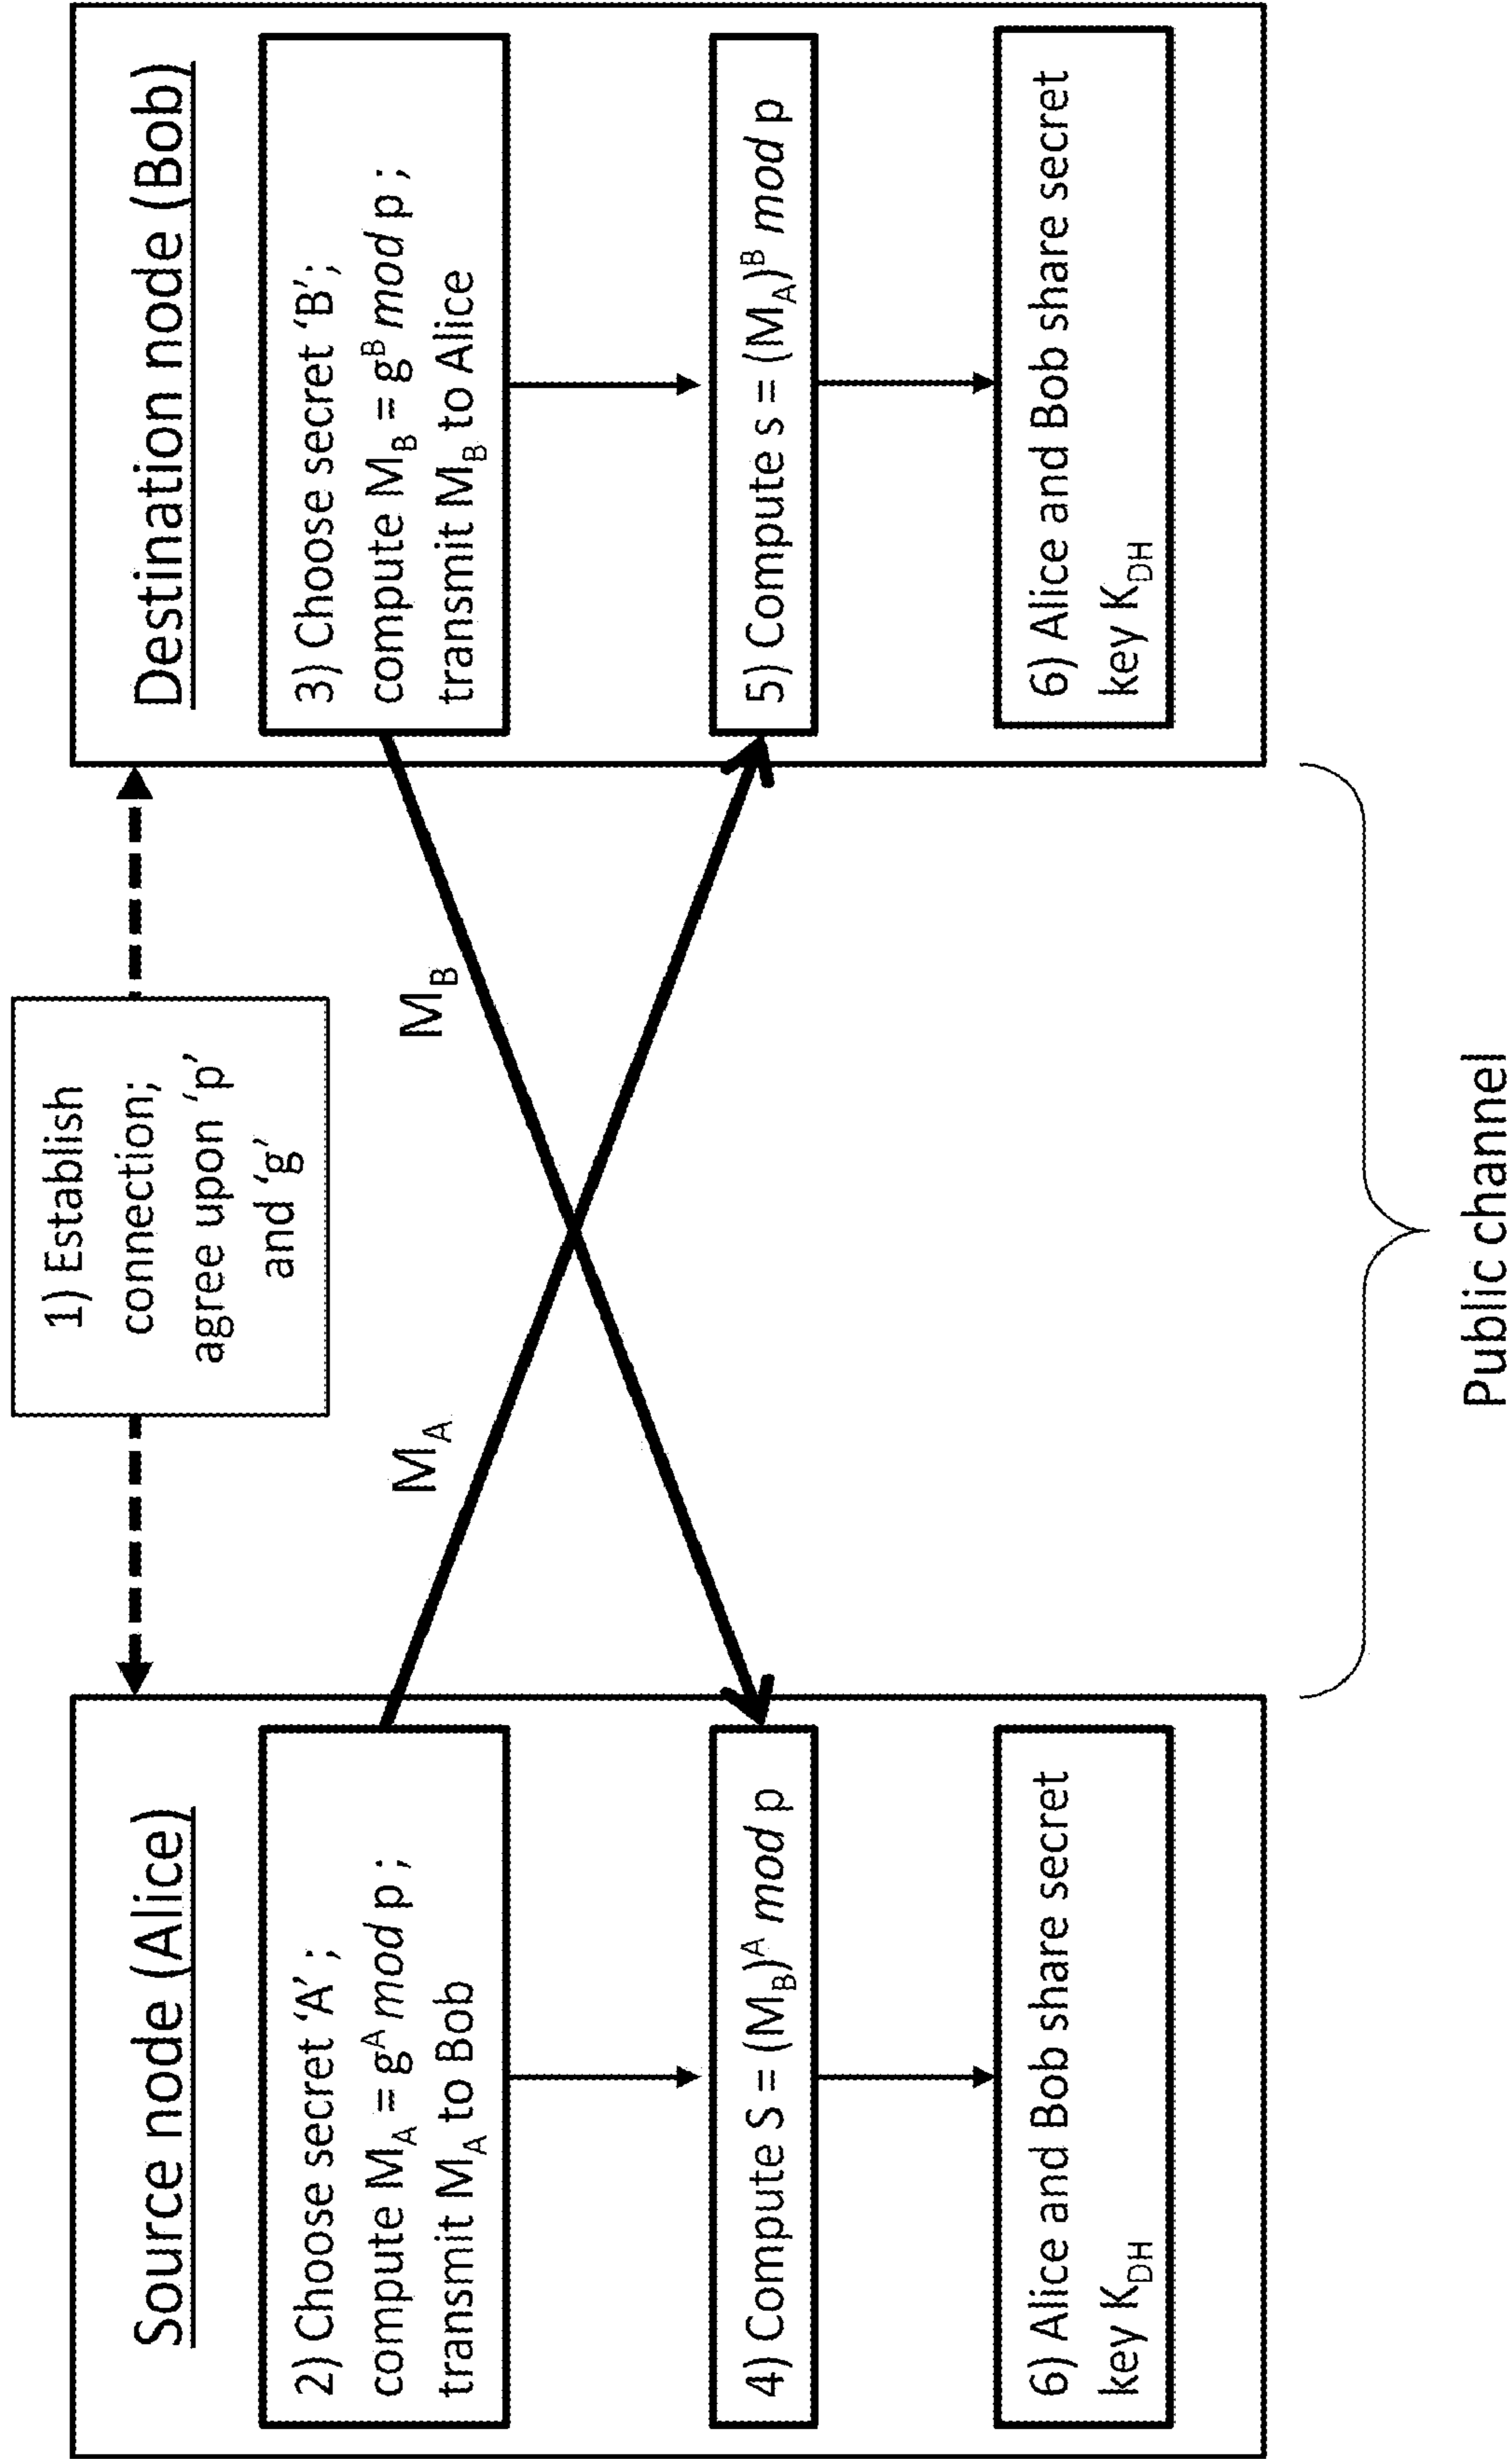 1) Establish
connection;
agree upon ‘p’
and ‘g’
Source node (Alice)
2) Choose secret ‘A’ ;
compute M_A = g^A mod p ;
transmit M_A to Bob
4) Compute S = (M_B)^A mod p
6) Alice and Bob share secret
key K_DH
M_A
M_B
Destination node (Bob)
3) Choose secret ‘B’;
compute M_B = g^B mod p ;
transmit M_B to Alice
5) Compute s = (M_A)^B mod p
6) Alice and Bob share secret
key K_DH
Public channel